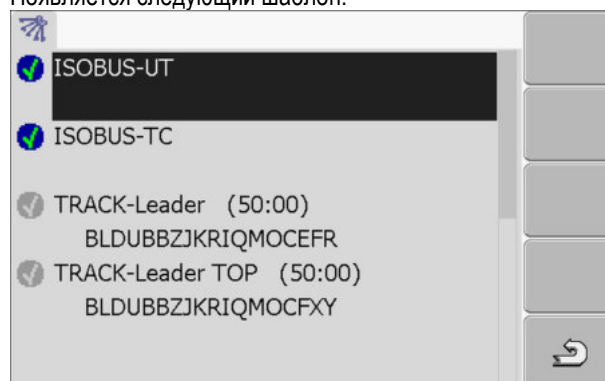 Появляется следующий шаблон:
ISOBUS-UT
ISOBUS-TC
TRACK-Leader (50:00)
BLDUBBZJKRIQMOCEFR
TRACK-Leader TOP (50:00)
BLDUBBZJKRIQMOCFXY